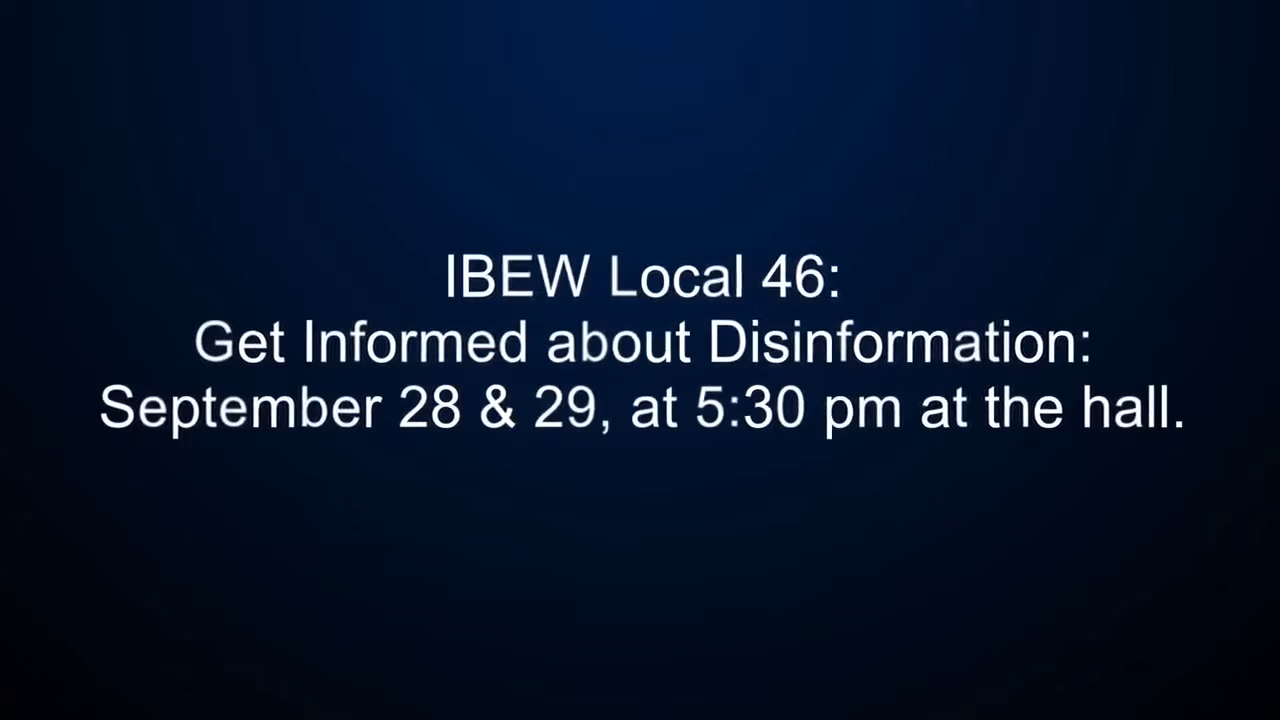 IBEW Local 46:
Get Informed about Disinformation:
September 28 & 29, at 5:30 pm at the hall.